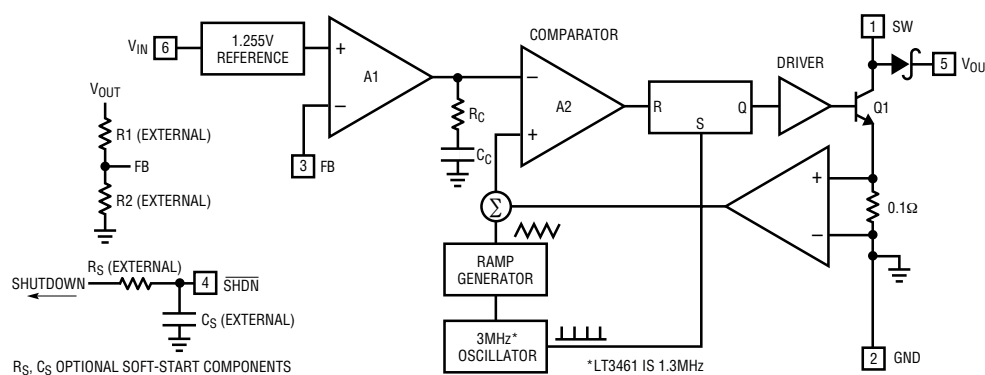 1 SW
COMPARATOR
VIN 6
1.255V
REFERENCE
+
A1
−
DRIVER
5 VOU
−
A2
+
R Q
S
Q1
VOUT
R1 (EXTERNAL)
FB
R2 (EXTERNAL)
3 FB
RC
CC
Σ
+
−
0.1Ω
RAMP
GENERATOR
RS (EXTERNAL)
SHUTDOWN
4 SHDN
CS (EXTERNAL)
3MHz*
OSCILLATOR
*LT3461 IS 1.3MHz
2 GND
RS, CS OPTIONAL SOFT-START COMPONENTS